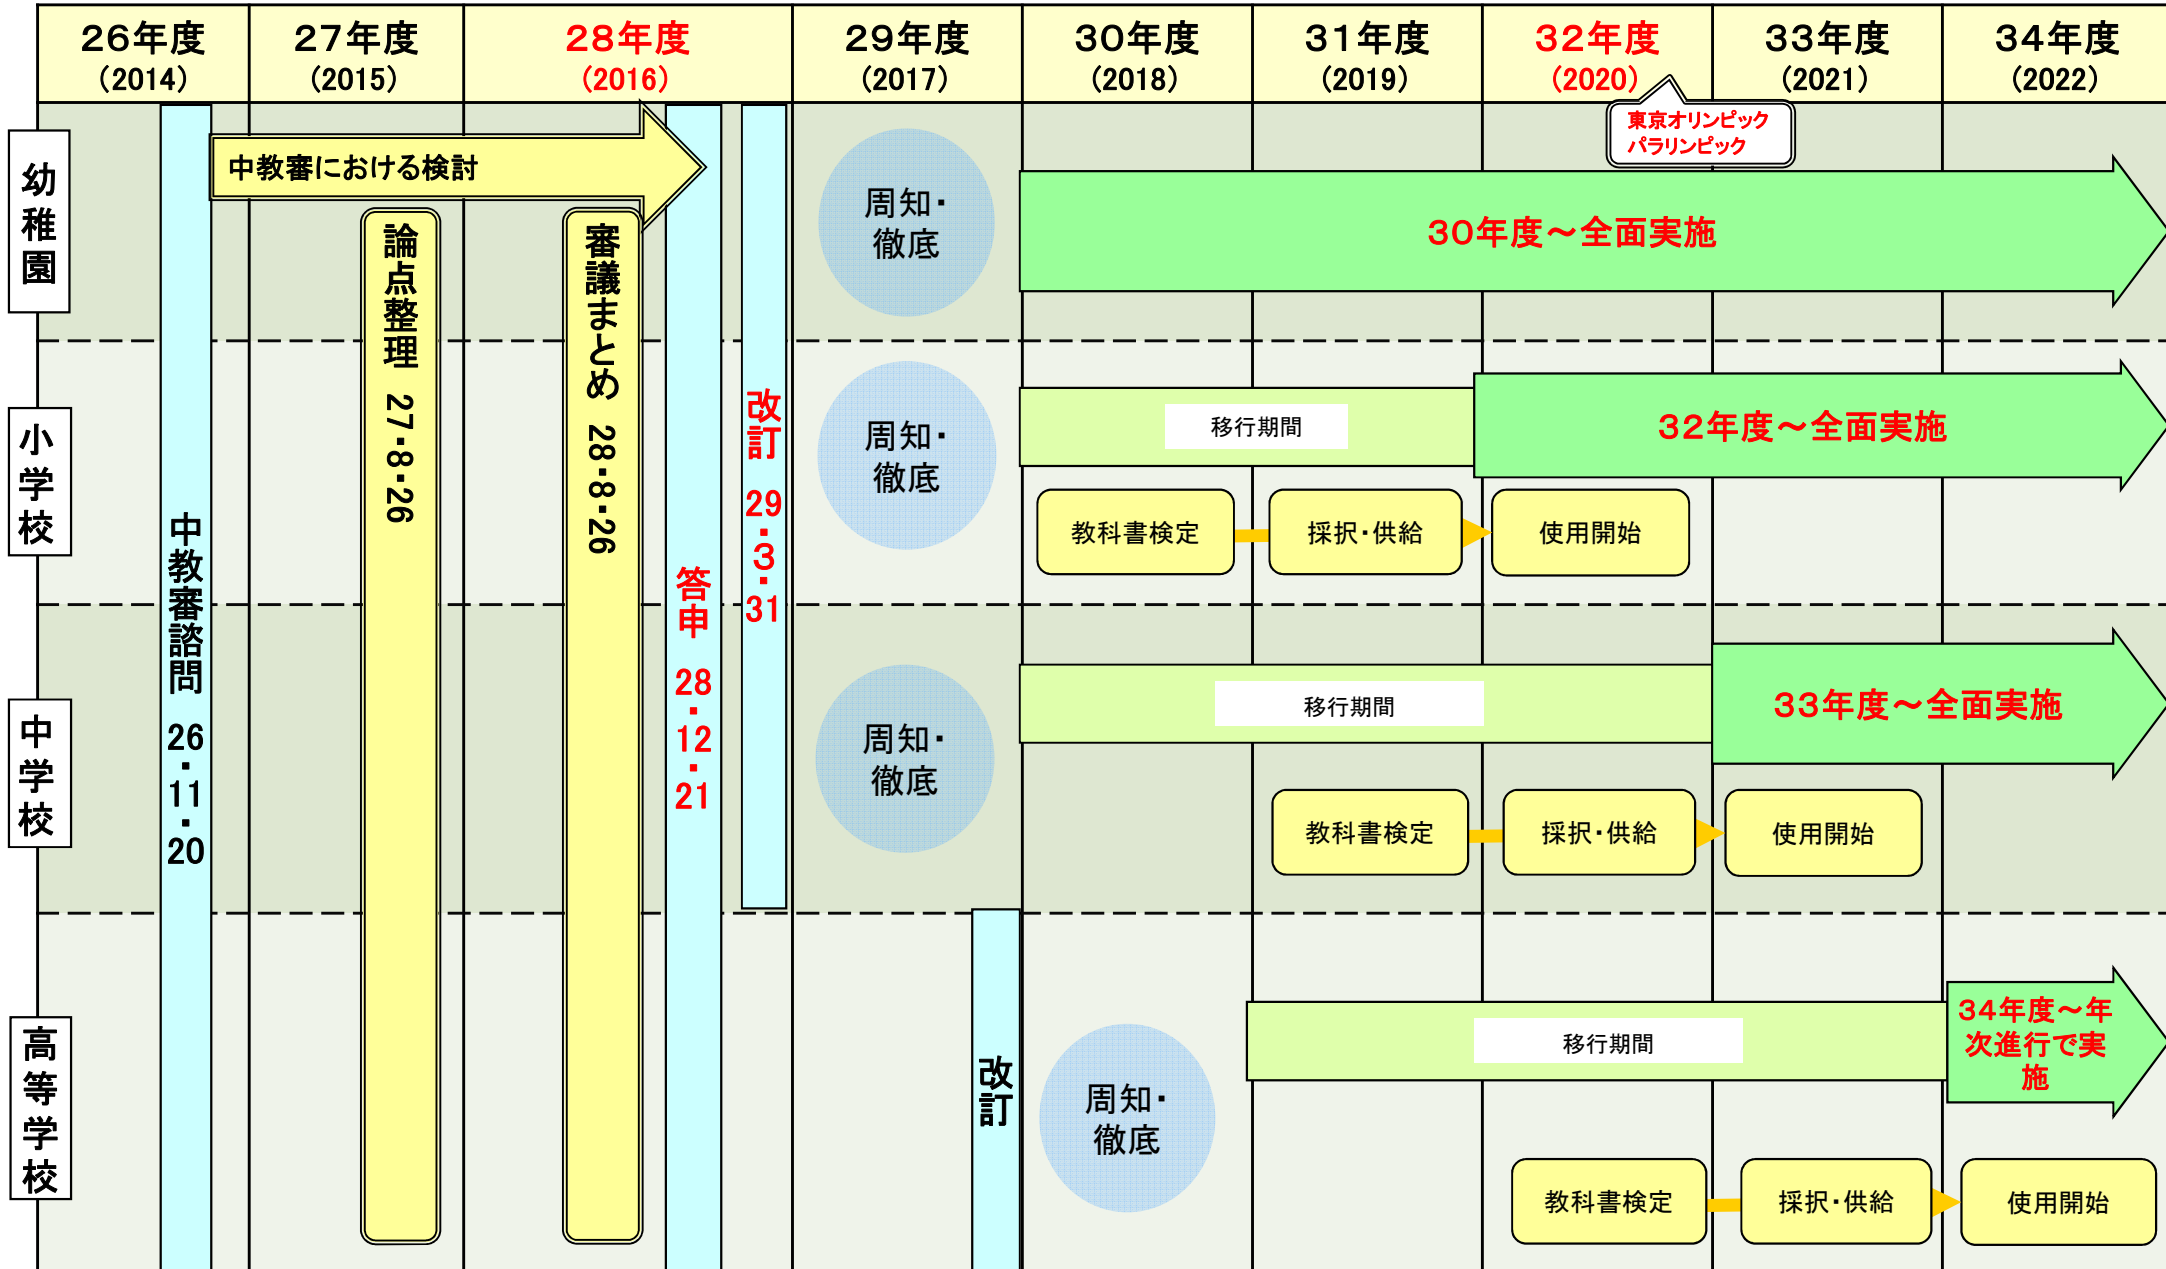 26年度
(2014)
27年度
(2015)
28年度
(2016)
29年度
(2017)
30年度
(2018)
31年度
(2019)
32年度
(2020)
33年度
(2021)
34年度
(2022)
東京オリンピック
パラリンピック
幼稚園
中教審における検討
周知・
徹底
30年度～全面実施
中教審諮問 26・11・20
論点整理 27・8・26
審議まとめ 28・8・26
答申 28・12・21
改訂 29・3・31
小学校
周知・
徹底
移行期間
32年度～全面実施
教科書検定
採択・供給
使用開始
中学校
周知・
徹底
移行期間
33年度～全面実施
教科書検定
採択・供給
使用開始
高等学校
改訂
周知・
徹底
移行期間
34年度～年
次進行で実
施
教科書検定
採択・供給
使用開始